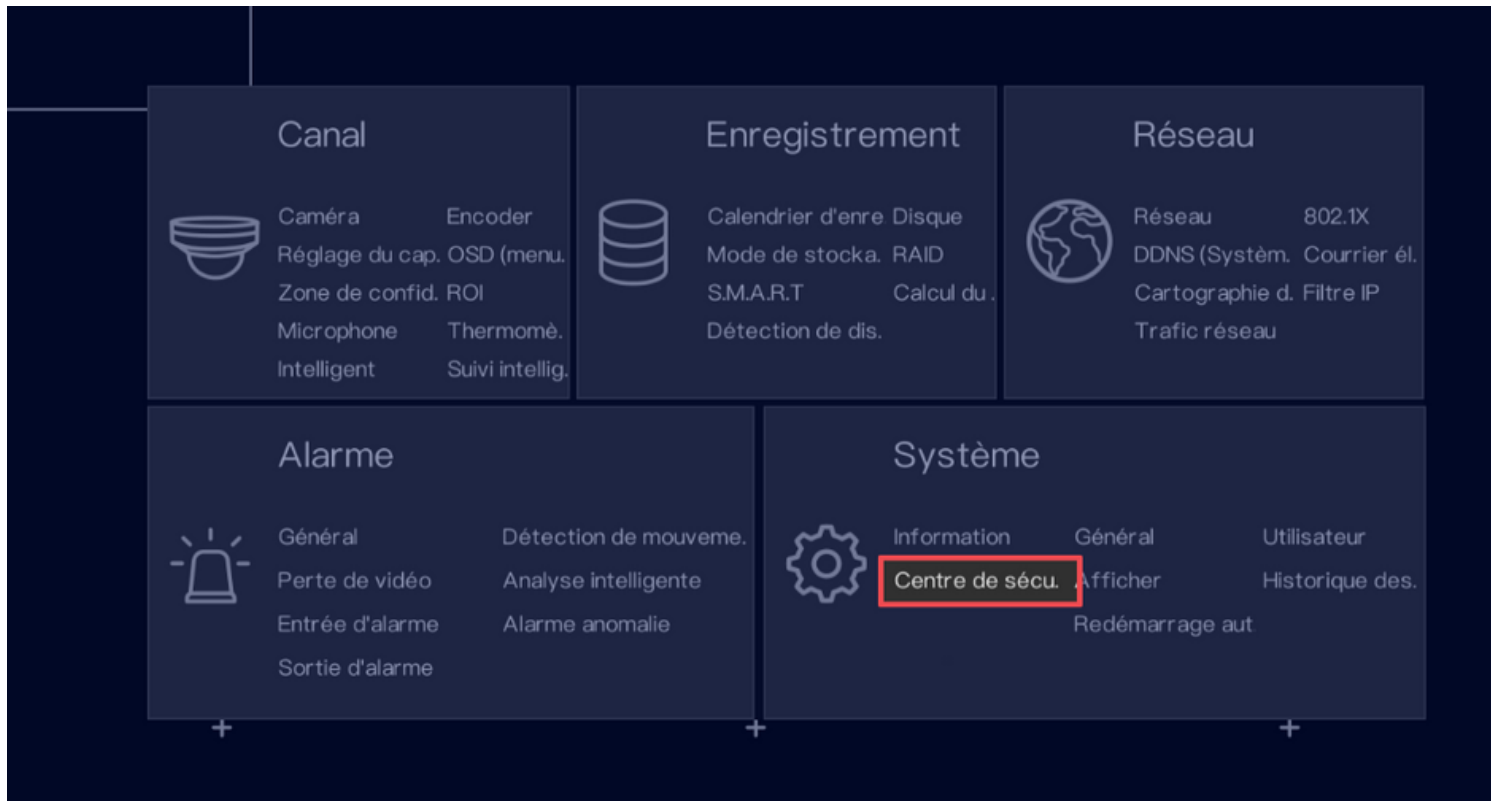 Canal
Caméra Encoder
Réglage du cap. OSD (menu.
Zone de confid. ROI
Microphone Thermomè.
Intelligent Suivi intellig.
Enregistrement
Calendrier d'enre Disque
Mode de stocka. RAID
S.M.A.R.T Calcul du .
Détection de dis.
Réseau
Réseau 802.1X
DDNS (Systèm. Courrier él.
Cartographie d. Filtre IP
Trafic réseau
Alarme
Général Détection de mouveme.
Perte de vidéo Analyse intelligente
Entrée d'alarme Alarme anomalie
Sortie d'alarme
Système
Information Général Utilisateur
Centre de sécu. Afficher Historique des.
Redémarrage aut